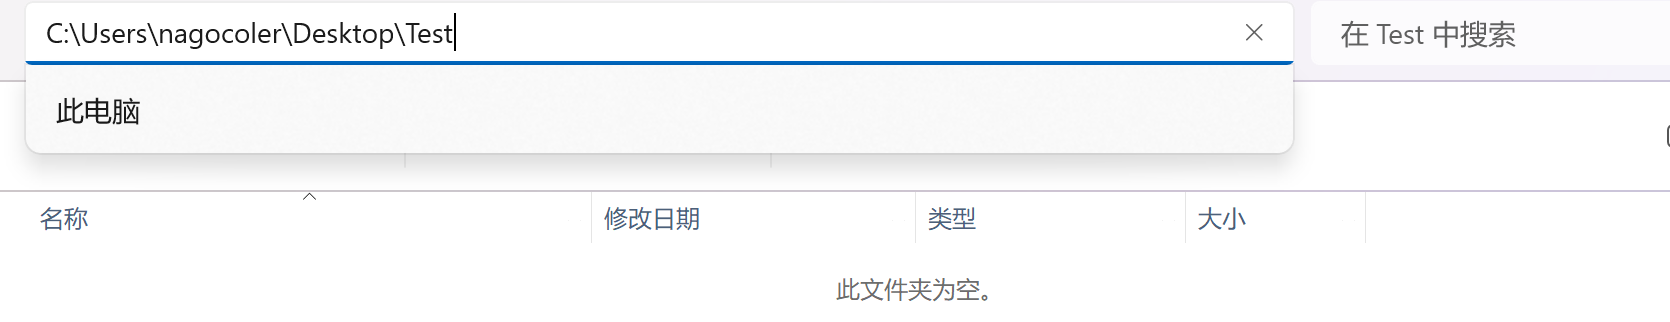 C:\Users\nagocoler\Desktop\Test
在 Test 中搜索
此电脑
名称 修改日期 类型 大小
此文件夹为空。